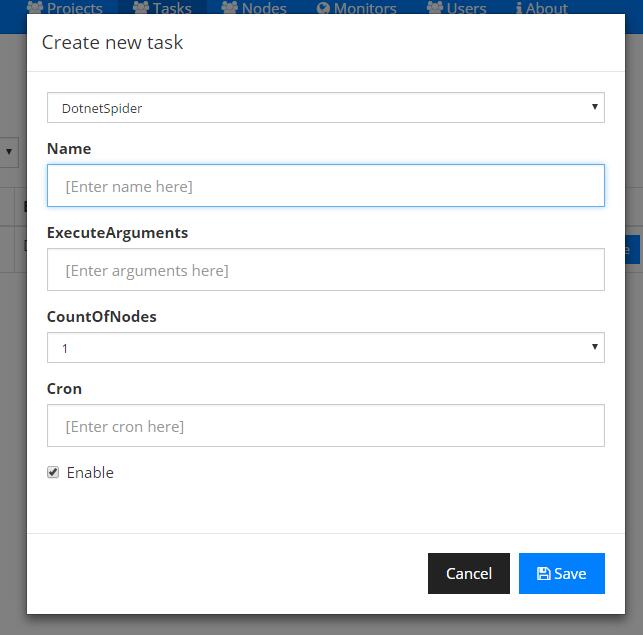 Projects Tasks Nodes Monitors Users About
Create new task
DotnetSpider
Name
[Enter name here]
ExecuteArguments
[Enter arguments here]
CountOfNodes
1
Cron
[Enter cron here]
Enable
Cancel Save